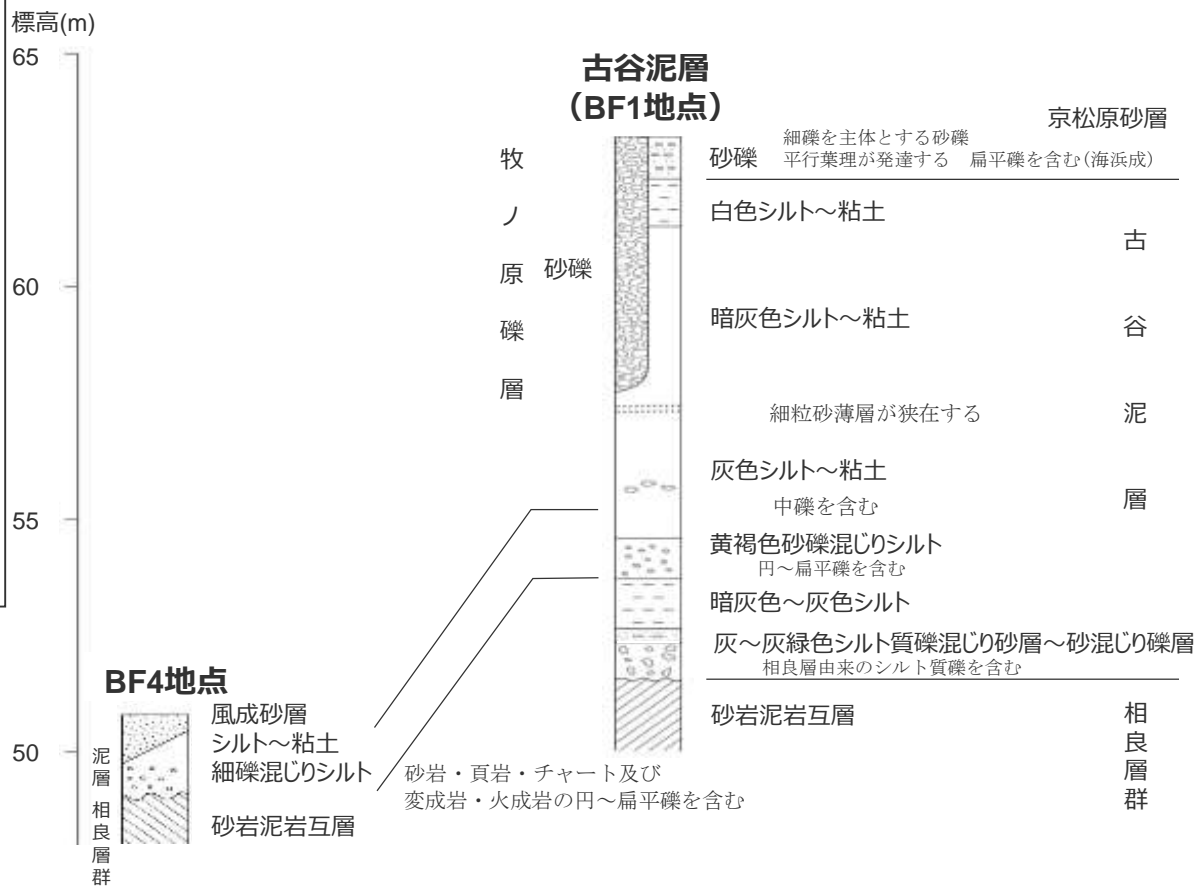 標高(m)
65
60
55
50
古谷泥層
（BF1地点）
京松原砂層
牧ノ原礫層
砂礫
砂礫
細礫を主体とする砂礫
平行葉理が発達する 扁平礫を含む(海浜成)
白色シルト～粘土
暗灰色シルト～粘土
細粒砂薄層が狭在する
灰色シルト～粘土
中礫を含む
黄褐色砂礫混じりシルト
円～扁平礫を含む
暗灰色～灰色シルト
灰～灰緑色シルト質礫混じり砂層～砂混じり礫層
相良層由来のシルト質礫を含む
砂岩泥岩互層
古谷泥層
相良層群
BF4地点
風成砂層
シルト～粘土
細礫混じりシルト
砂岩泥岩互層
泥層
相良層群
砂岩・頁岩・チャート及び
変成岩・火成岩の円～扁平礫を含む